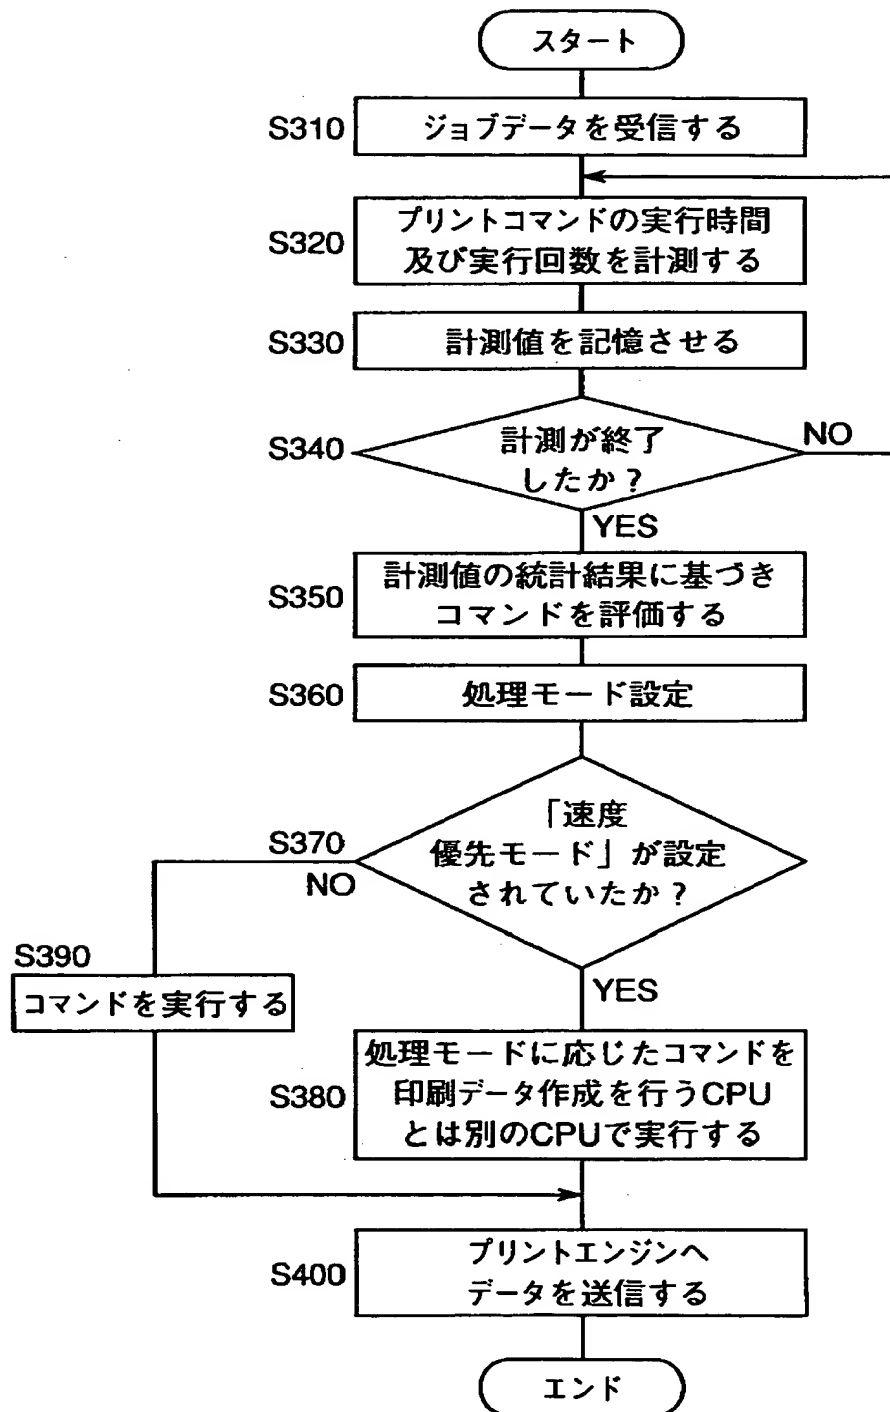 スタート
S310
ジョブデータを受信する
S320
プリントコマンドの実行時間
及び実行回数を計測する
S330
計測値を記憶させる
S340
計測が終了
したか？
NO
YES
S350
計測値の統計結果に基づき
コマンドを評価する
S360
処理モード設定
S370
「速度
優先モード」が設定
されていたか？
NO
YES
S390
コマンドを実行する
S380
処理モードに応じたコマンドを
印刷データ作成を行うCPU
とは別のCPUで実行する
S400
プリントエンジンへ
データを送信する
エンド